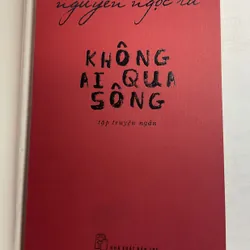 nguyễn ngọc tư
KHÔNG
AI QUA
SÔNG
tập truyện ngắn